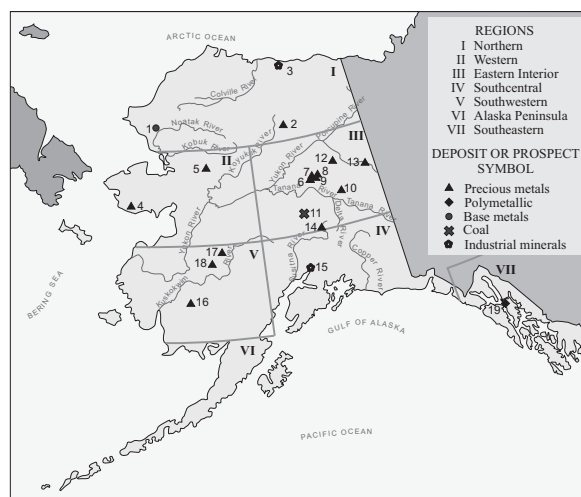 ARCTIC OCEAN
REGIONS
I Northern
II Western
III Eastern Interior
IV Southcentral
V Southwestern
VI Alaska Peninsula
VII Southeastern
DEPOSIT OR PROSPECT
SYMBOL
Precious metals
Polymetallic
Base metals
Coal
Industrial minerals
3
I
Colville River
1
Noatak River
2
Porcupine River
Kobuk River
Koyukuk River
III
II
5
Yukon River
12
13
7
8
6
9
Tanana River
10
Tanana River
4
11
Delta River
14
Yukon River
IV
17
V
18
Susitna River
15
Copper River
VII
Kuskokwim River
16
19
BERING SEA
GULF OF ALASKA
VI
PACIFIC OCEAN